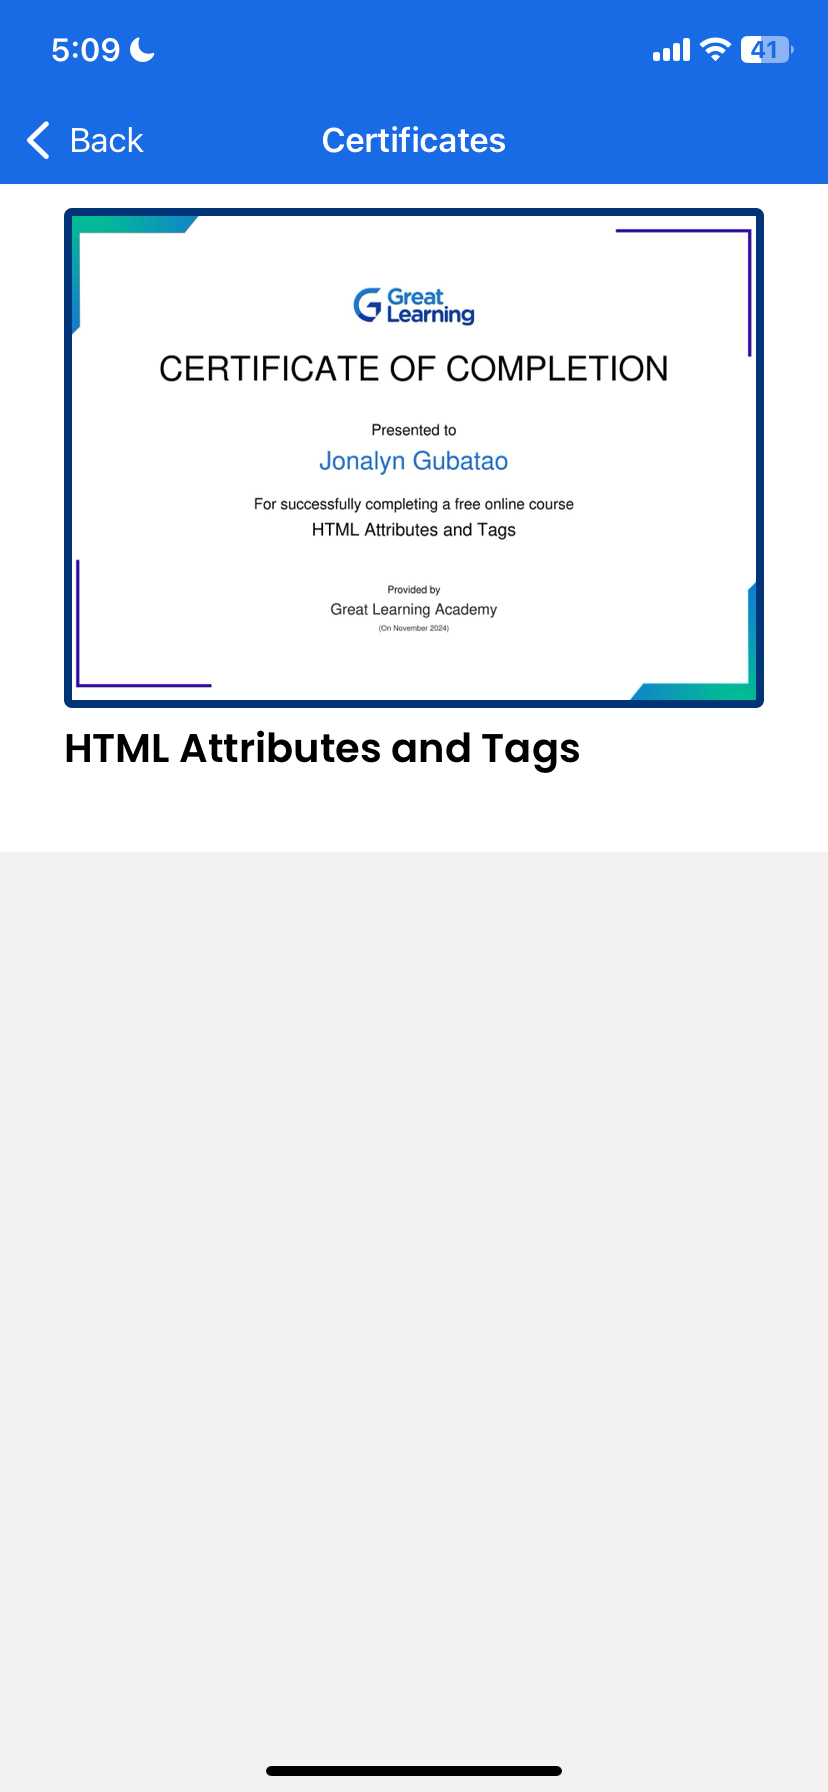 5:09
41
Back
Certificates
Great
Learning
CERTIFICATE OF COMPLETION
Presented to
Jonalyn Gubatao
For successfully completing a free online course
HTML Attributes and Tags
Provided by
Great Learning Academy
(On November 2024)
HTML Attributes and Tags